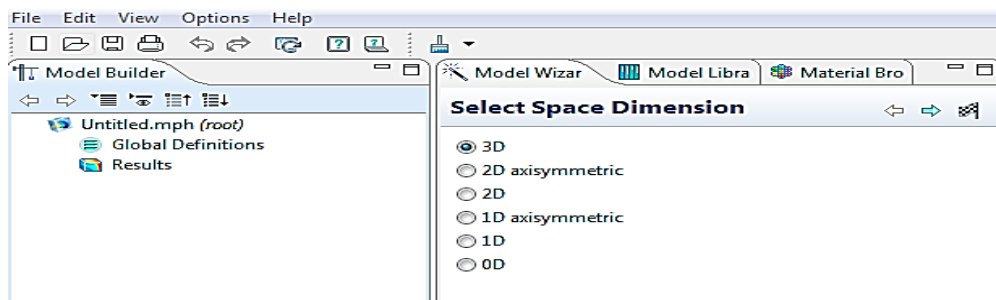 File Edit View Options Help
Model Builder
Untitled.mph (root)
Global Definitions
Results
Model Wizar Model Libra Material Bro
Select Space Dimension
3D
2D axisymmetric
2D
1D axisymmetric
1D
0D